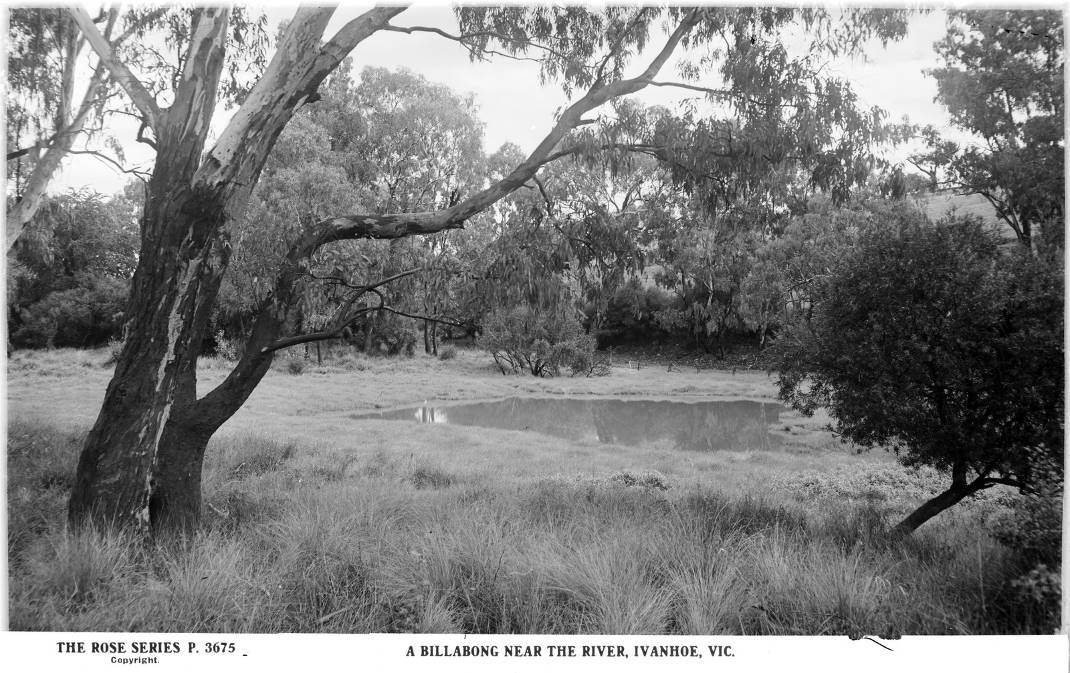 THE ROSE SERIES P. 3675
Copyright.
A BILLABONG NEAR THE RIVER, IVANHOE, VIC.